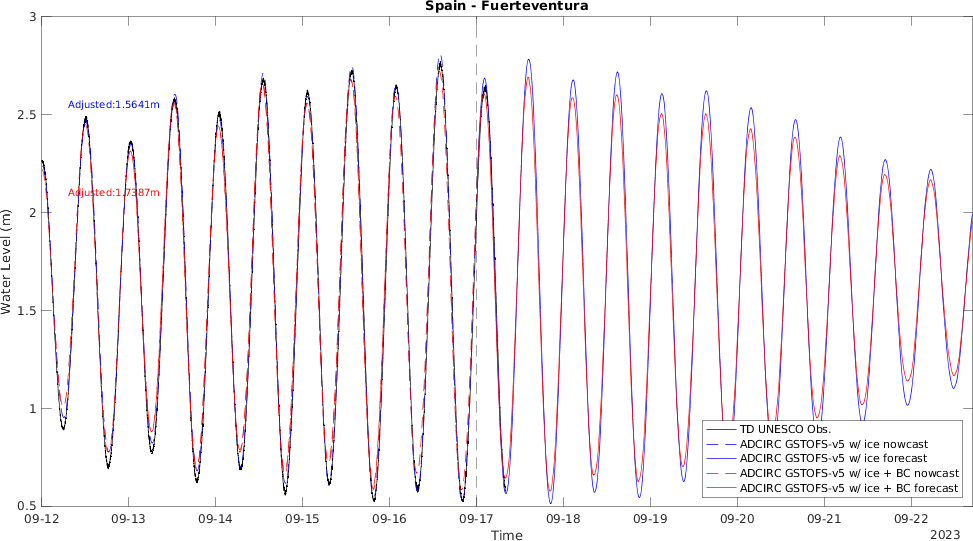 Spain - Fuerteventura
3
2.5
2
1.5
1
0.5
Water Level (m)
Adjusted:1.5641m
Adjusted:1.7387m
TD UNESCO Obs.
ADCIRC GSTOFS-v5 w/ ice nowcast
ADCIRC GSTOFS-v5 w/ ice forecast
ADCIRC GSTOFS-v5 w/ ice + BC nowcast
ADCIRC GSTOFS-v5 w/ ice + BC forecast
09-12 09-13 09-14 09-15 09-16 09-17 09-18 09-19 09-20 09-21 09-22
Time
2023